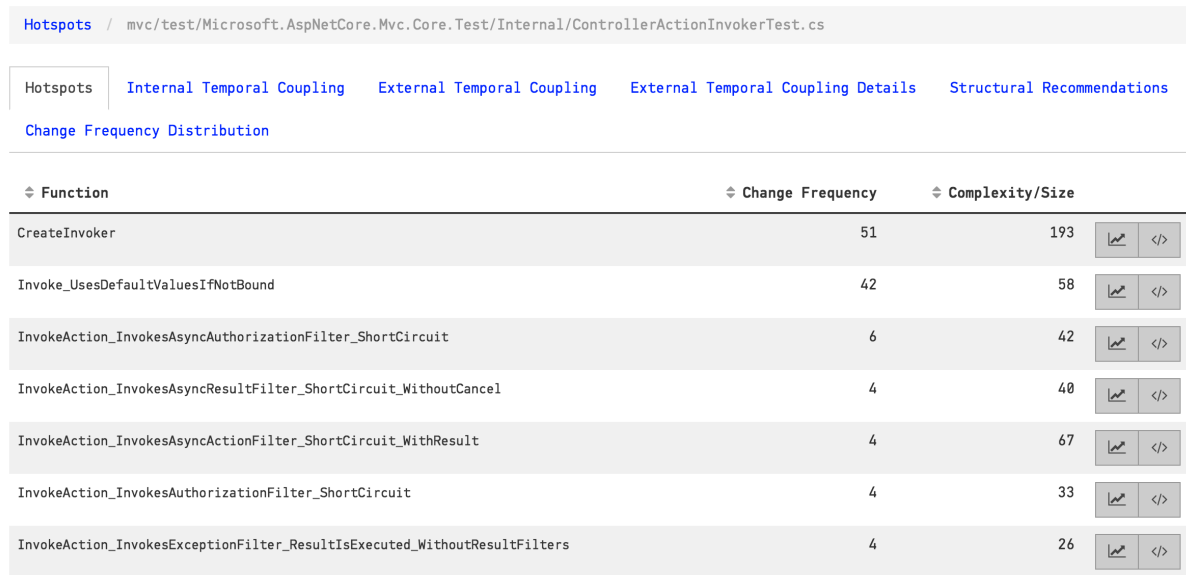 Hotspots / mvc/test/Microsoft.AspNetCore.Mvc.Core.Test/Internal/ControllerActionInvokerTest.cs
Hotspots Internal Temporal Coupling External Temporal Coupling External Temporal Coupling Details Structural Recommendations
Change Frequency Distribution
Function Change Frequency Complexity/Size
CreateInvoker 51 193 </>
Invoke_UsesDefaultValuesIfNotBound 42 58 </>
InvokeAction_InvokesAsyncAuthorizationFilter_ShortCircuit 6 42 </>
InvokeAction_InvokesAsyncResultFilter_ShortCircuit_WithoutCancel 4 40 </>
InvokeAction_InvokesAsyncActionFilter_ShortCircuit_WithResult 4 67 </>
InvokeAction_InvokesAuthorizationFilter_ShortCircuit 4 33 </>
InvokeAction_InvokesExceptionFilter_ResultIsExecuted_WithoutResultFilters 4 26 </>